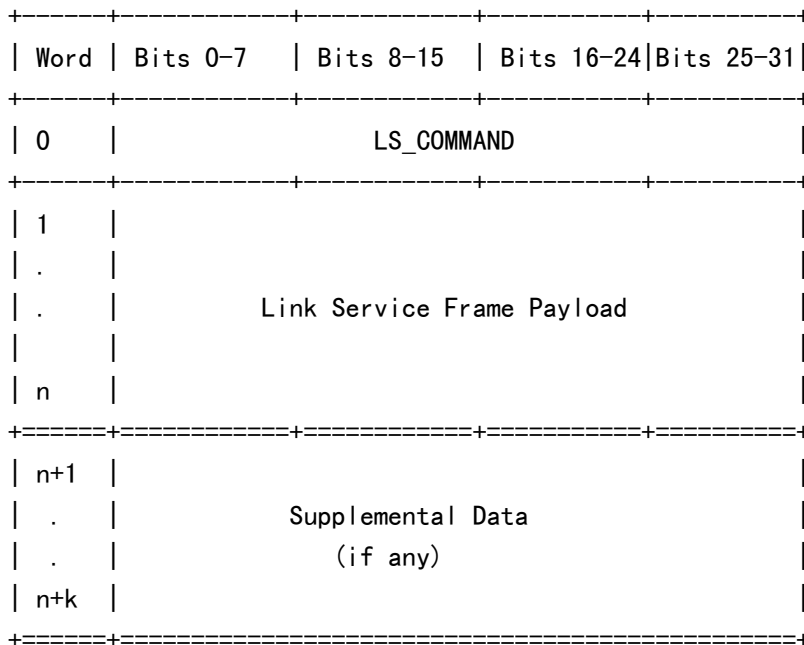 +------+------------+------------+-----------+----------+
| Word | Bits 0-7   | Bits 8-15  | Bits 16-24|Bits 25-31|
+------+------------+------------+-----------+----------+
| 0    |                  LS_COMMAND                    |
+------+------------+------------+-----------+----------+
| 1    |                                                |
| .    |                                                |
| .    |          Link Service Frame Payload            |
|      |                                                |
| n    |                                                |
+======+============+============+===========+==========+
| n+1  |                                                |
|  .   |            Supplemental Data                   |
|  .   |               (if any)                         |
| n+k  |                                                |
+======+================================================+